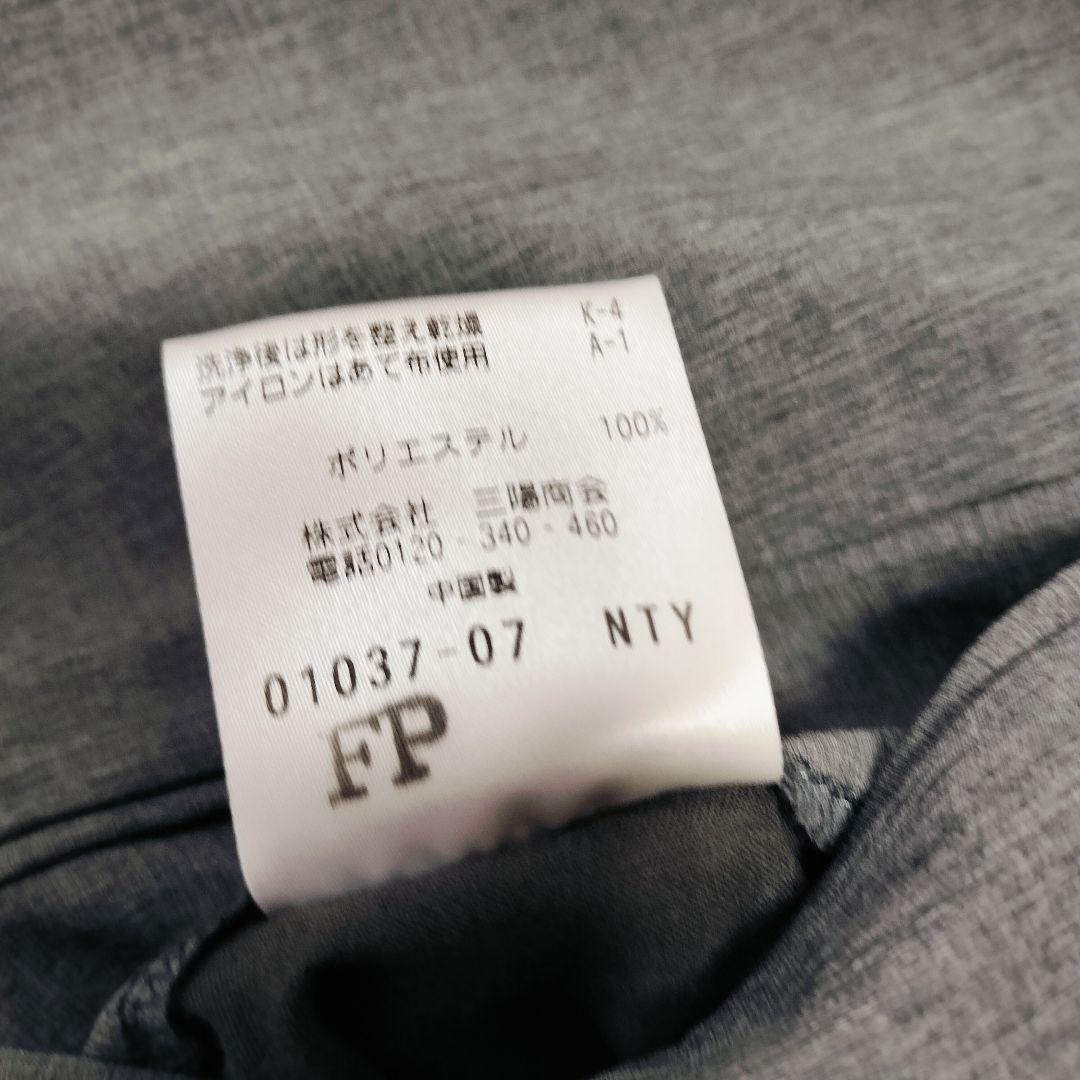 洗浄後は形を整え乾燥 K-4
アイロンはあて布使用 A-1
ポリエステル 100%
株式会社 三陽商会
電話0120-340-460
中国製
01037-07 NTY
FP